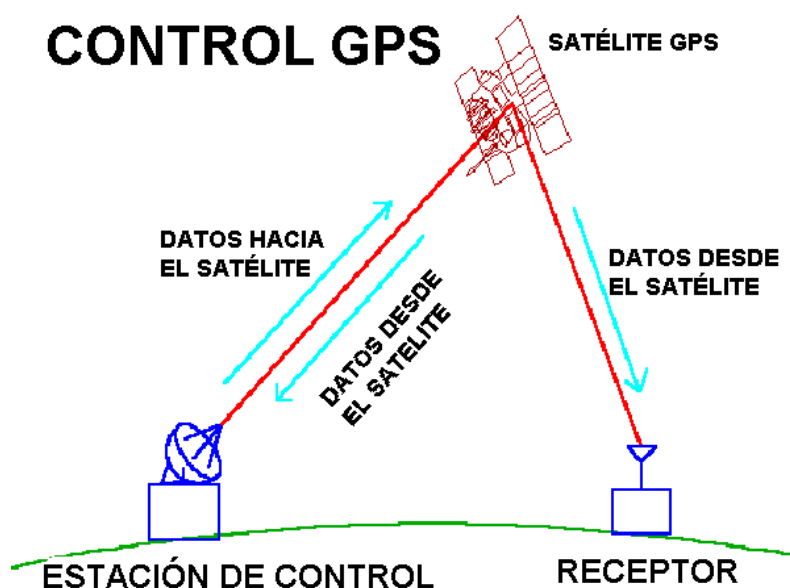 CONTROL GPS
SATÉLITE GPS
DATOS HACIA
EL SATÉLITE
DATOS DESDE
EL SATELITE
DATOS DESDE
EL SATÉLITE
ESTACIÓN DE CONTROL
RECEPTOR